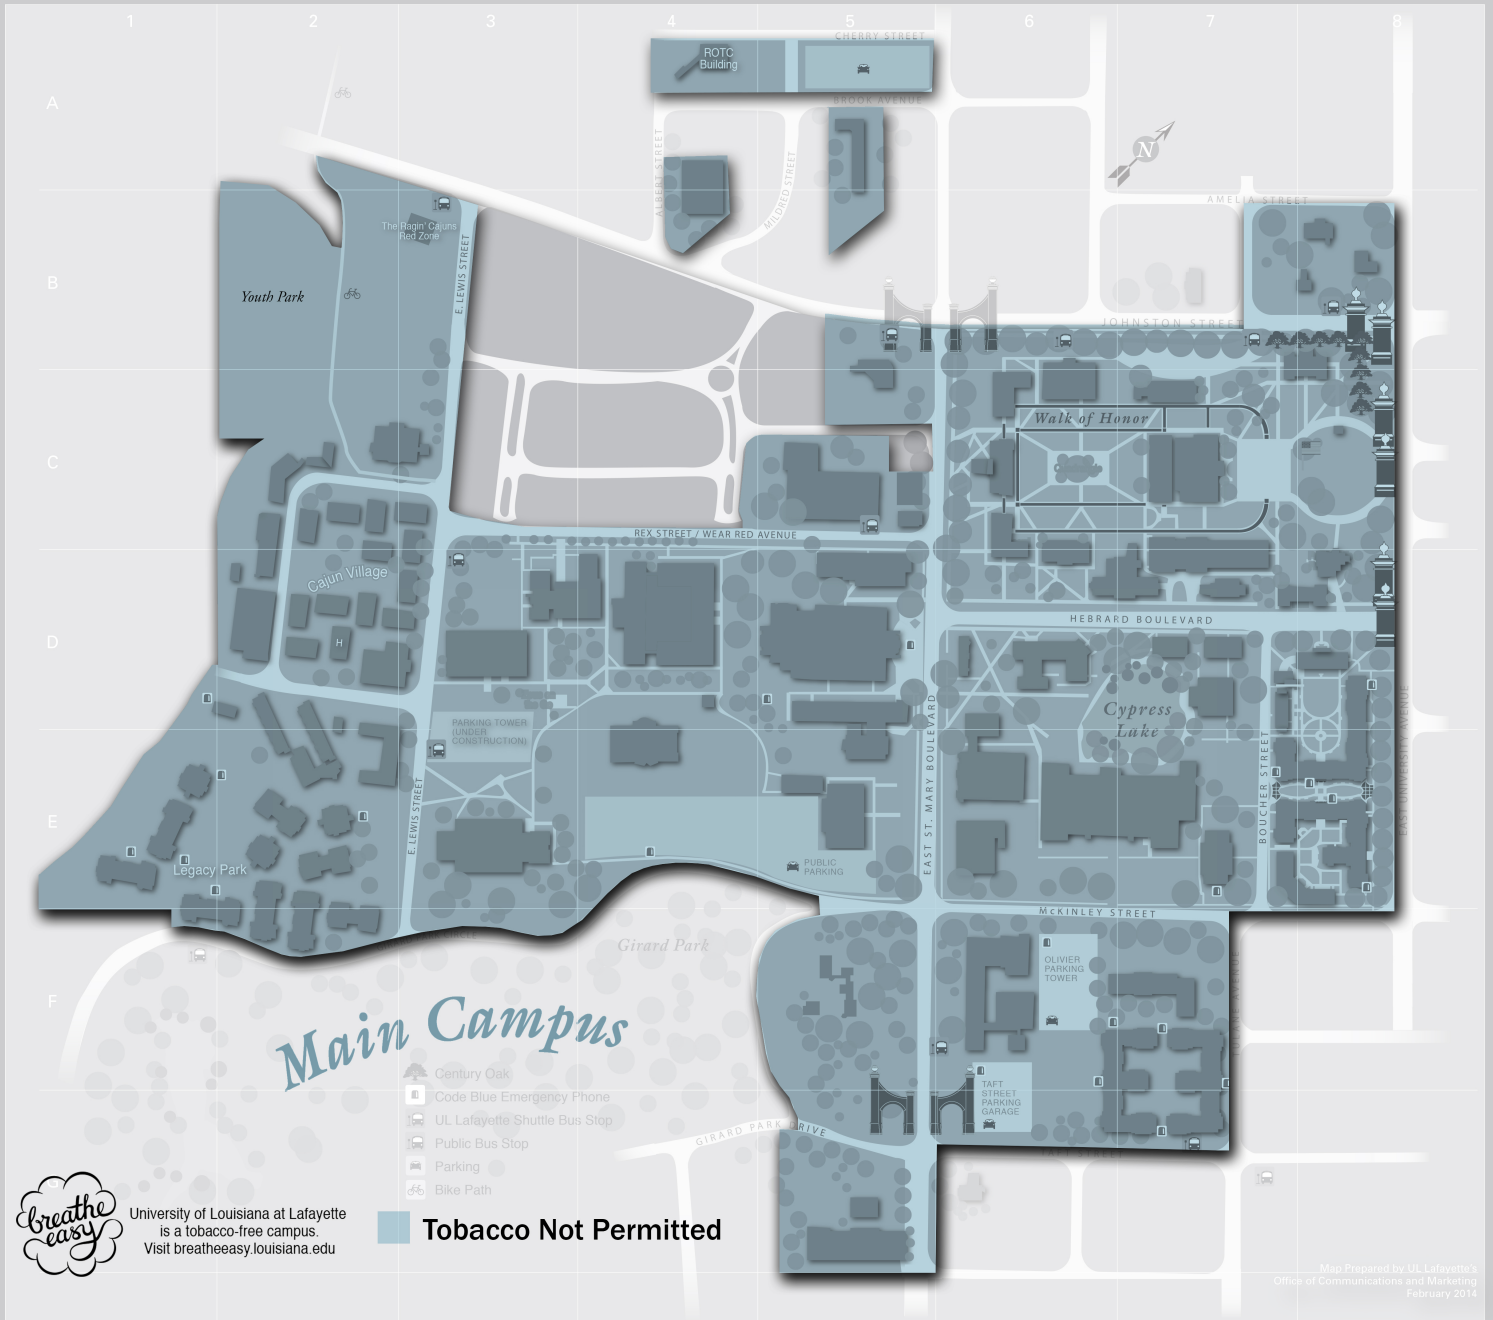 1 2 3 4 5 6 7 8
CHERRY STREET
ROTC
Building
A
BROOK AVENUE
ALBERT STREET
MILDRED STREET
N
AMELIA STREET
The Ragin' Cajuns
Red Zone
E. LEWIS STREET
B
Youth Park
JOHNSTON STREET
Walk of Honor
C
REX STREET / WEAR RED AVENUE
Cajun Village
HEBRARD BOULEVARD
D
H
EAST ST. MARY BOULEVARD
Cypress
Lake
BOUCHER STREET
EAST UNIVERSITY AVENUE
PARKING TOWER
(UNDER
CONSTRUCTION)
E. LEWIS STREET
E
Legacy Park
PUBLIC
PARKING
McKINLEY STREET
Girard Park
OLIVIER
PARKING
TOWER
F
Main Campus
TAFT
STREET
PARKING
GARAGE
Century Oak
Code Blue Emergency Phone
UL Lafayette Shuttle Bus Stop
Public Bus Stop
Parking
Bike Path
GIRARD PARK DRIVE
TAFT STREET
G
breathe
easy
University of Louisiana at Lafayette
is a tobacco-free campus.
Visit breatheeasy.louisiana.edu
Tobacco Not Permitted
Map Prepared by UL Lafayette's
Office of Communications and Marketing
February 2014